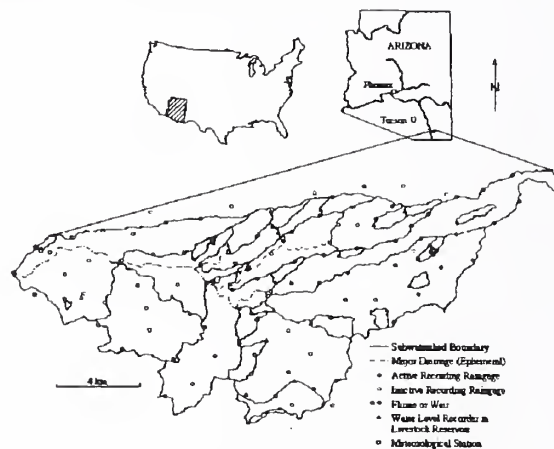 ARIZONA
Phoenix
N
Tucson O
4 km
Subwatershed Boundary
Major Drainage (Ephemeral)
Active Recording Raingage
Inactive Recording Raingage
Flume or Weir
Water Level Recorder in
Livestock Reservoir
Meteorological Station